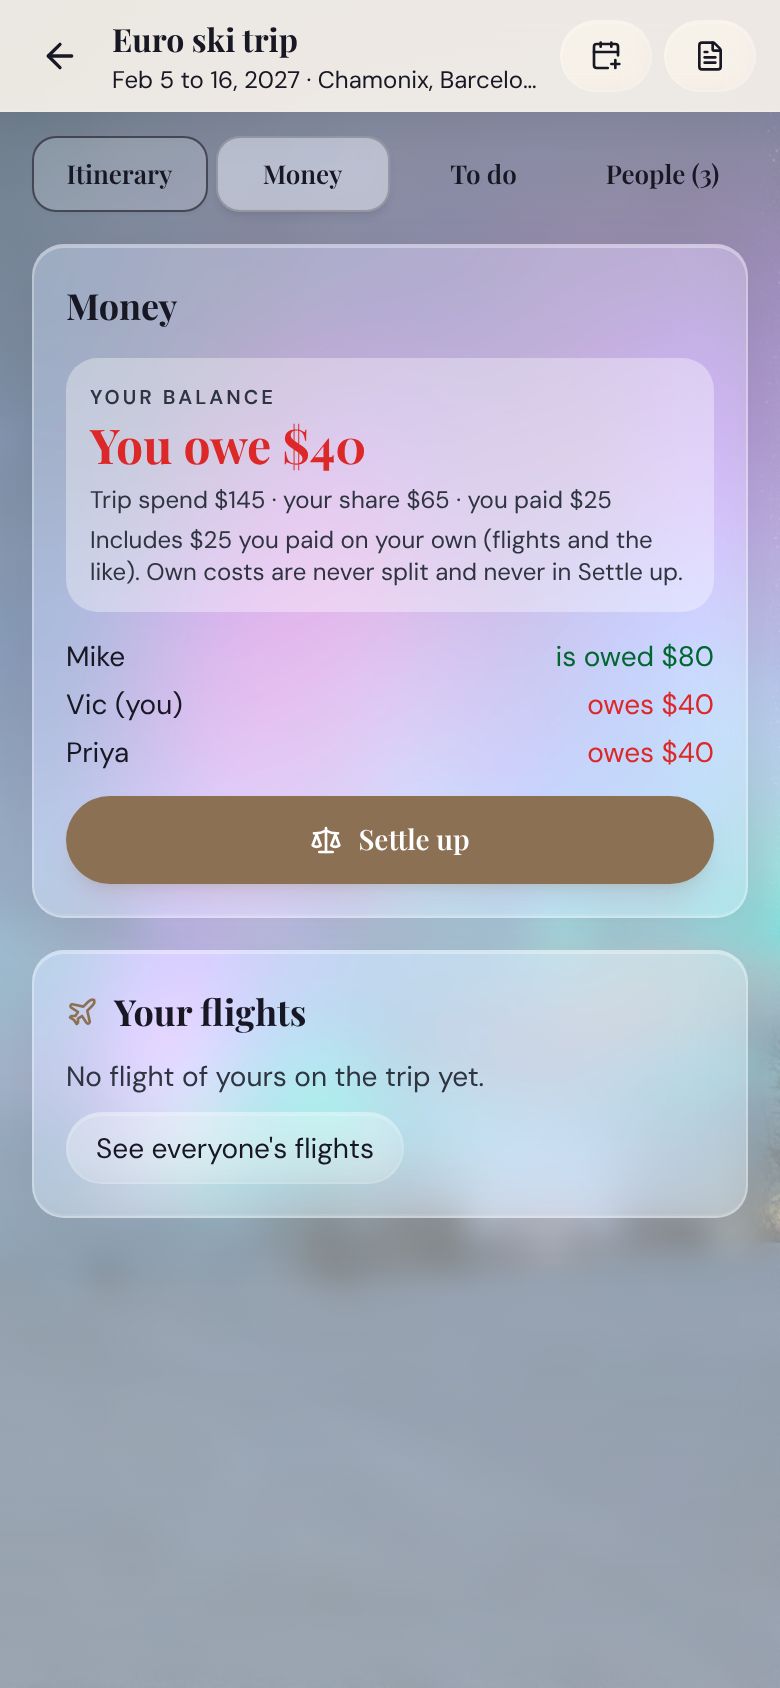 Euro ski trip
Feb 5 to 16, 2027 · Chamonix, Barcelo...
Itinerary
Money
To do
People (3)
Money
YOUR BALANCE
You owe $40
Trip spend $145 · your share $65 · you paid $25
Includes $25 you paid on your own (flights and the
like). Own costs are never split and never in Settle up.
Mike
is owed $80
Vic (you)
owes $40
Priya
owes $40
Settle up
Your flights
No flight of yours on the trip yet.
See everyone's flights